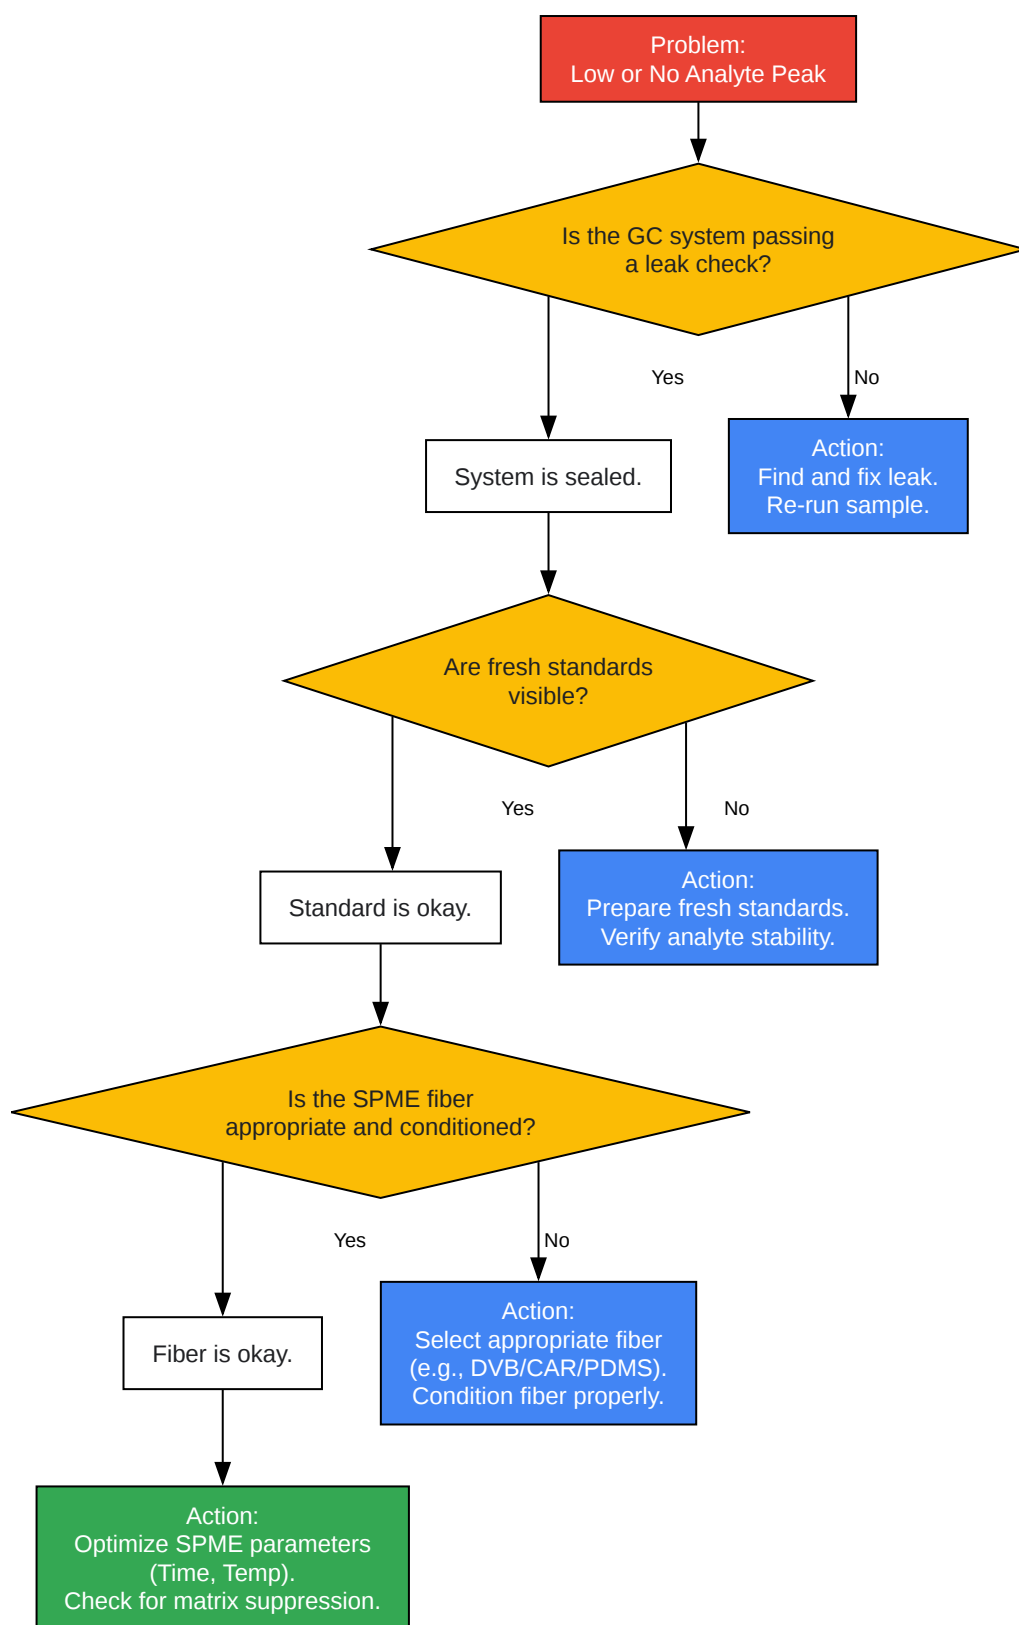 Problem:
Low or No Analyte Peak
Is the GC system passing
a leak check?
Yes
No
System is sealed.
Action:
Find and fix leak.
Re-run sample.
Are fresh standards
visible?
Yes
No
Standard is okay.
Action:
Prepare fresh standards.
Verify analyte stability.
Is the SPME fiber
appropriate and conditioned?
Yes
No
Fiber is okay.
Action:
Select appropriate fiber
(e.g., DVB/CAR/PDMS).
Condition fiber properly.
Action:
Optimize SPME parameters
(Time, Temp).
Check for matrix suppression.